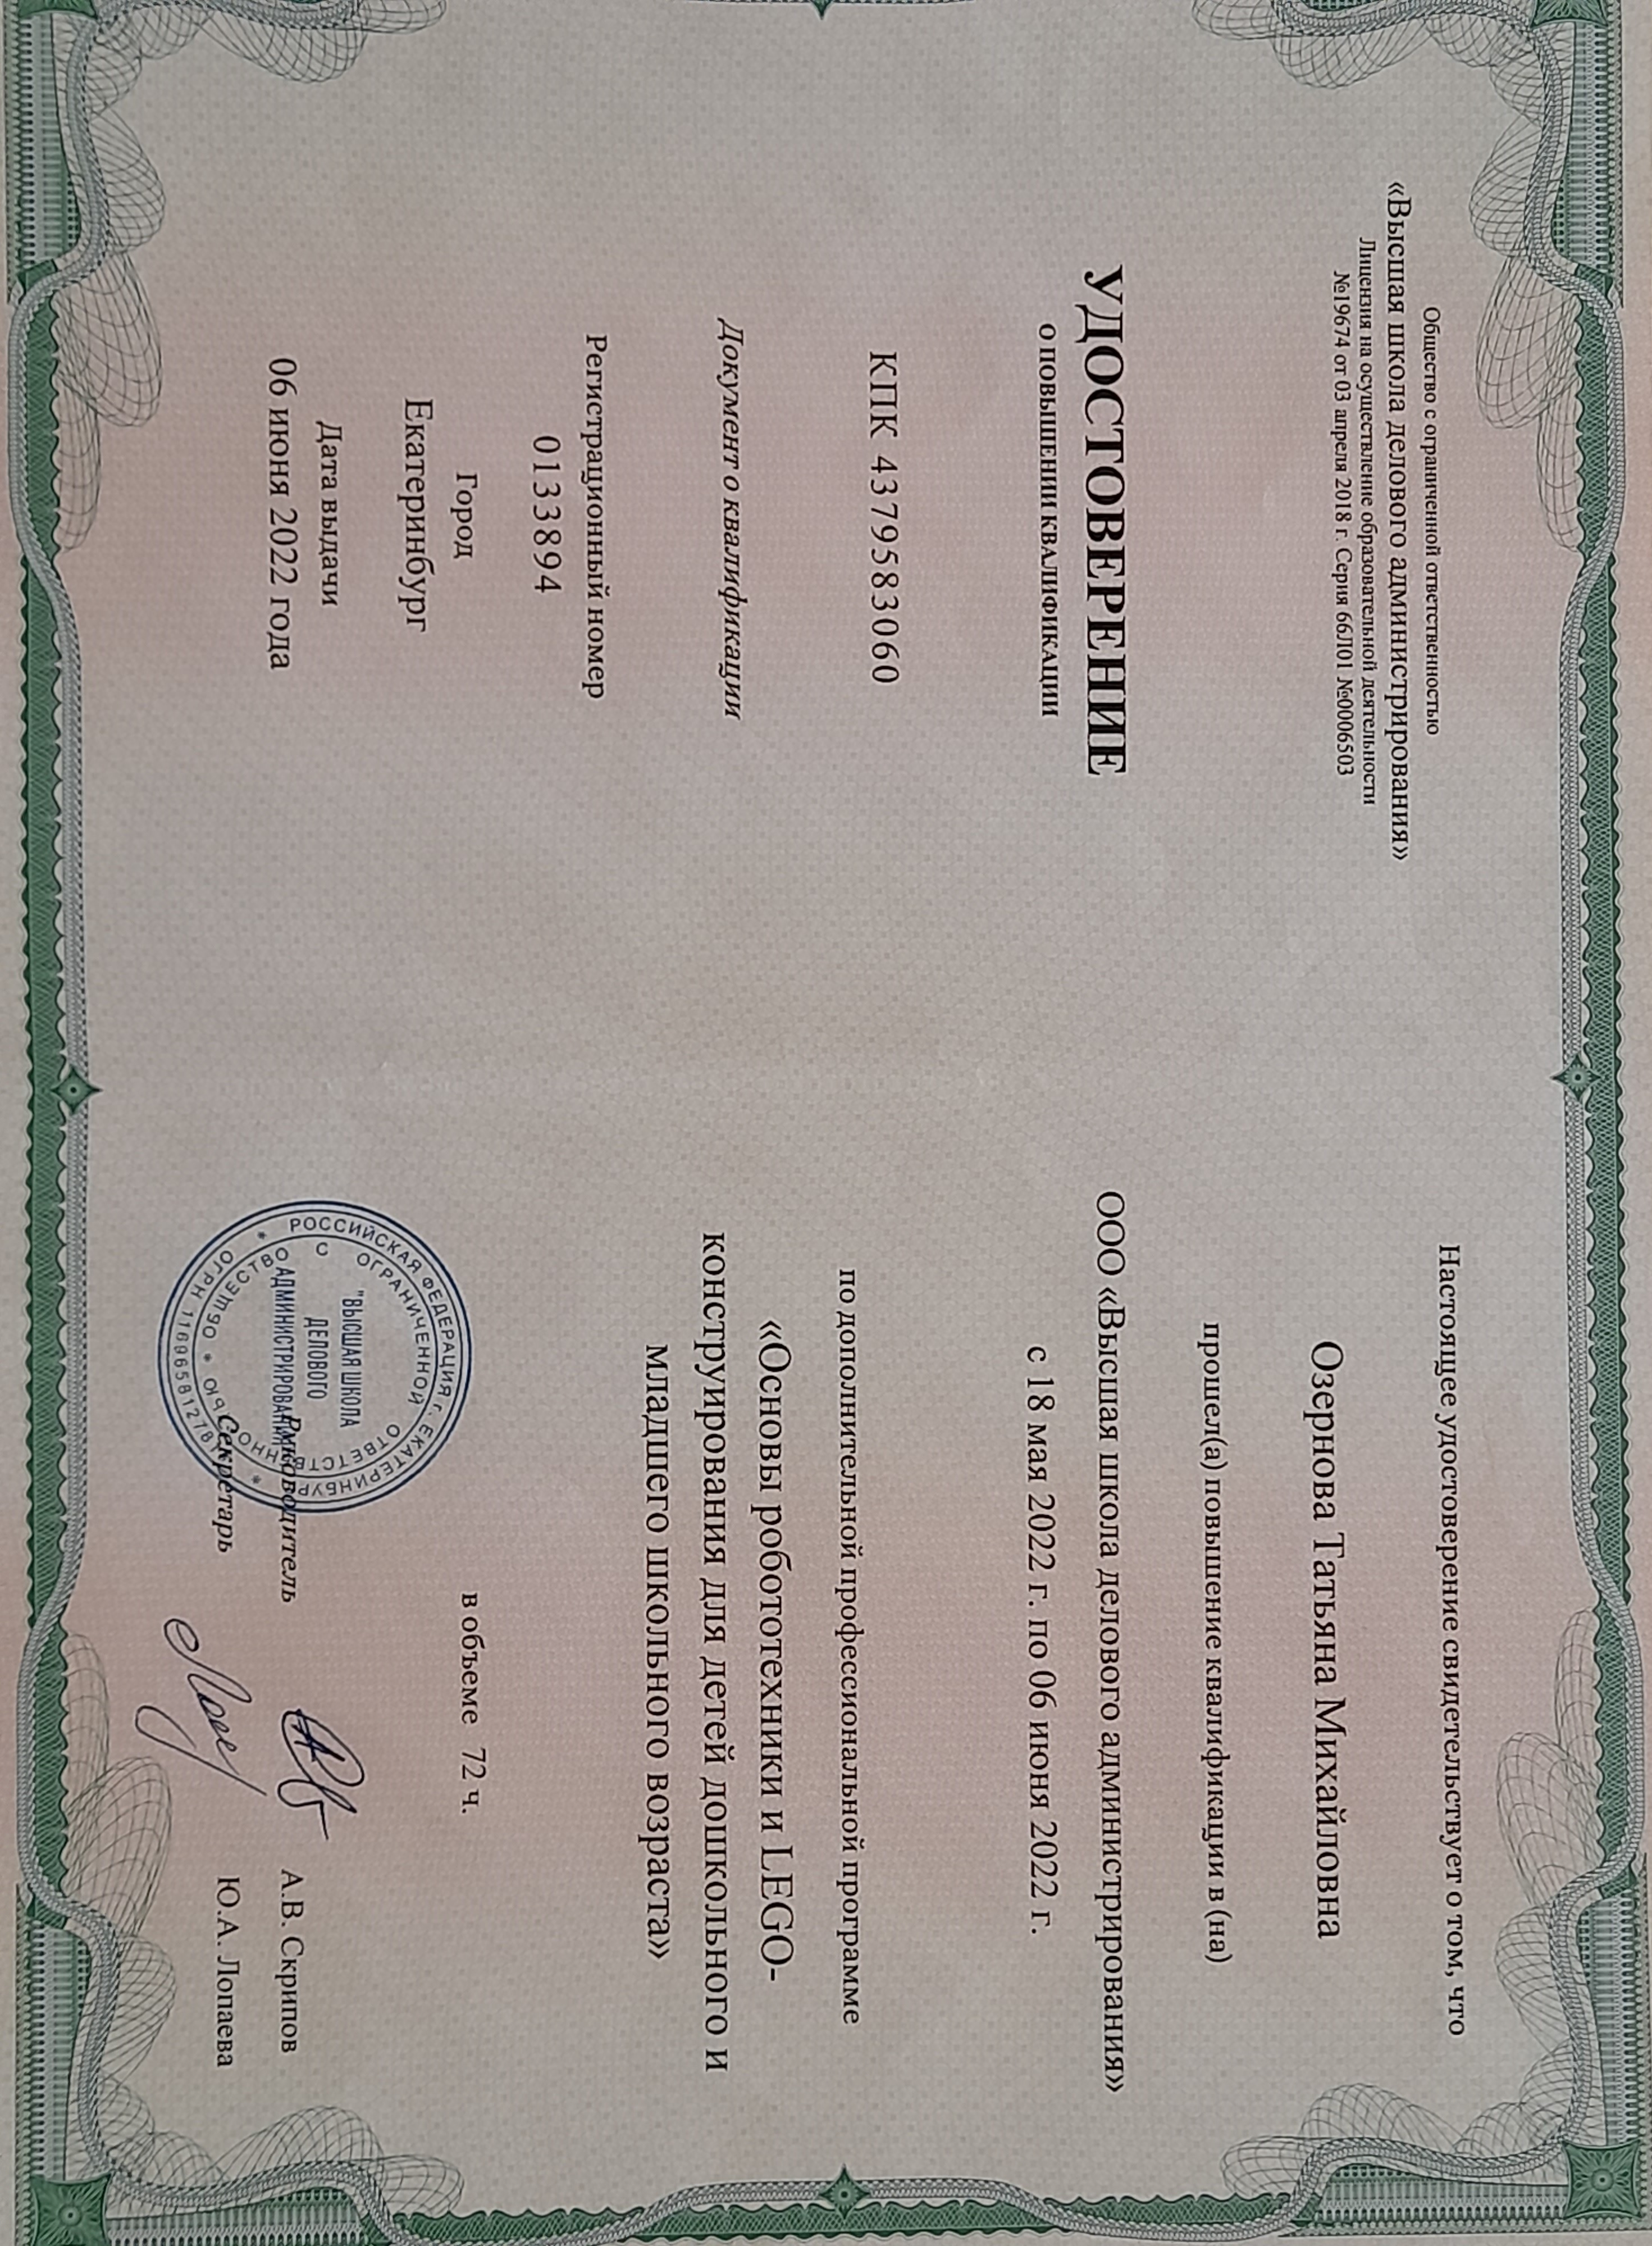 Общество с ограниченной ответственностью
«Высшая школа делового администрирования»
Лицензия на осуществление образовательной деятельности
№19674 от 03 апреля 2018 г. Серия 66Л01 №0006503
УДОСТОВЕРЕНИЕ
О ПОВЫШЕНИИ КВАЛИФИКАЦИИ
КПК 4379583060
Документ о квалификации
Регистрационный номер
0133894
Город
Екатеринбург
Дата выдачи
06 июня 2022 года
Настоящее удостоверение свидетельствует о том, что
Озернова Татьяна Михайловна
прошел(а) повышение квалификации в (на)
ООО «Высшая школа делового администрирования»
с 18 мая 2022 г. по 06 июня 2022 г.
по дополнительной профессиональной программе
«Основы робототехники и LEGO-
конструирования для детей дошкольного и
младшего школьного возраста»
в объеме 72 ч.
Руководитель А.В. Скрипов
Секретарь Ю.А. Лопаева
РОССИЙСКАЯ ФЕДЕРАЦИЯ г. ЕКАТЕРИНБУРГ
ОБЩЕСТВО С ОГРАНИЧЕННОЙ
"ВЫСШАЯ ШКОЛА
ДЕЛОВОГО
АДМИНИСТРИРОВАНИЯ
ОГРН